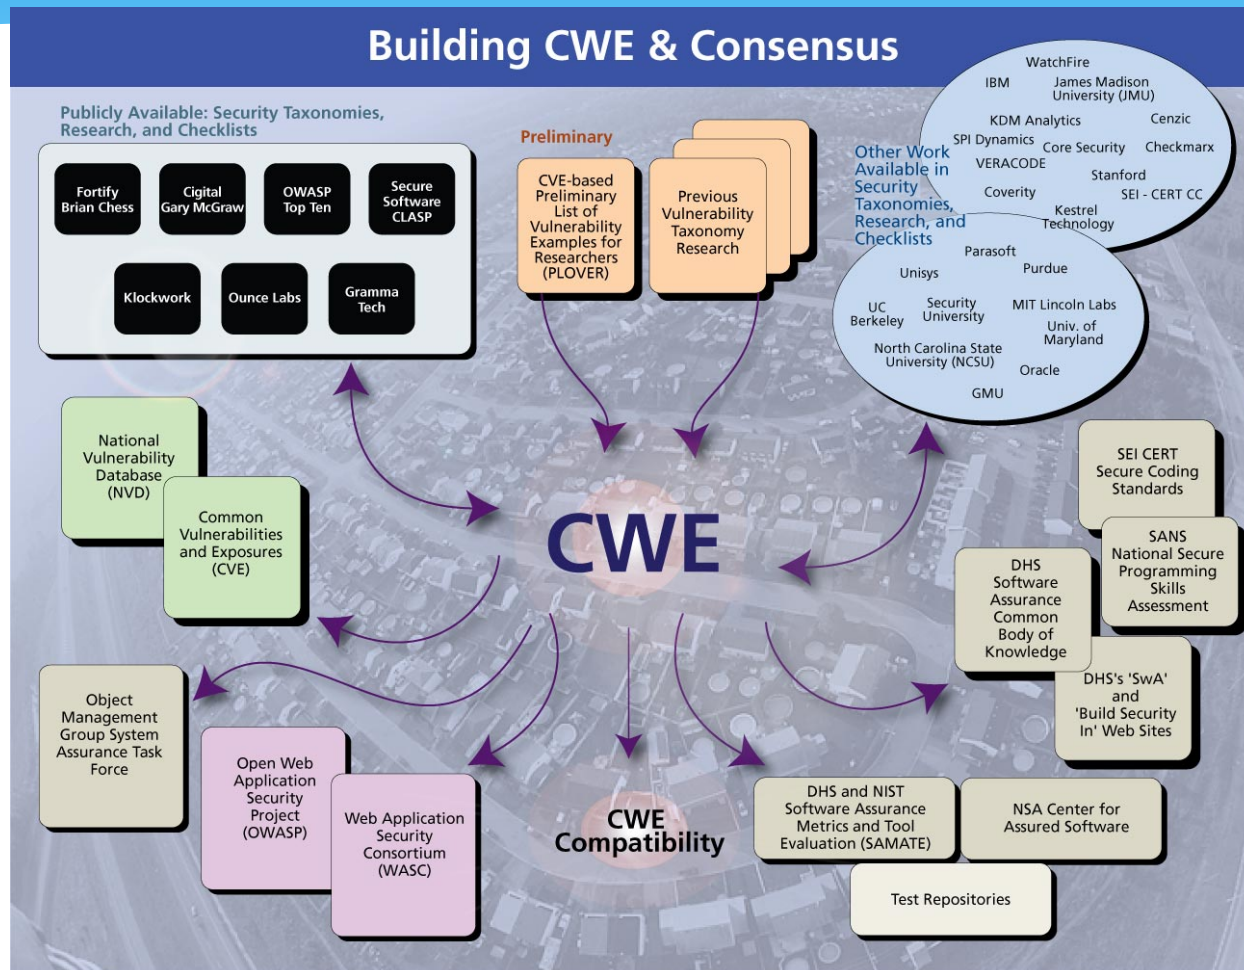 Building CWE & Consensus
Publicly Available: Security Taxonomies,
Research, and Checklists
Fortify
Brian Chess
Cigital
Gary McGraw
OWASP
Top Ten
Secure
Software
CLASP
Klockwork
Ounce Labs
Gramma
Tech
Preliminary
CVE-based
Preliminary
List of
Vulnerability
Examples for
Researchers
(PLOVER)
Previous
Vulnerability
Taxonomy
Research
Other Work
Available in
Security
Taxonomies,
Research, and
Checklists
WatchFire
IBM
James Madison
University (JMU)
KDM Analytics
Cenzic
SPI Dynamics
Core Security
Checkmarx
VERACODE
Stanford
Coverity
SEI - CERT CC
Kestrel
Technology
Parasoft
Unisys
Purdue
UC
Berkeley
Security
University
MIT Lincoln Labs
Univ. of
Maryland
North Carolina State
University (NCSU)
Oracle
GMU
National
Vulnerability
Database
(NVD)
Common
Vulnerabilities
and Exposures
(CVE)
CWE
SEI CERT
Secure Coding
Standards
SANS
National Secure
Programming
Skills
Assessment
DHS
Software
Assurance
Common
Body of
Knowledge
DHS's 'SwA'
and
'Build Security
In' Web Sites
Object
Management
Group System
Assurance Task
Force
Open Web
Application
Security
Project
(OWASP)
Web Application
Security
Consortium
(WASC)
CWE
Compatibility
DHS and NIST
Software Assurance
Metrics and Tool
Evaluation (SAMATE)
NSA Center for
Assured Software
Test Repositories